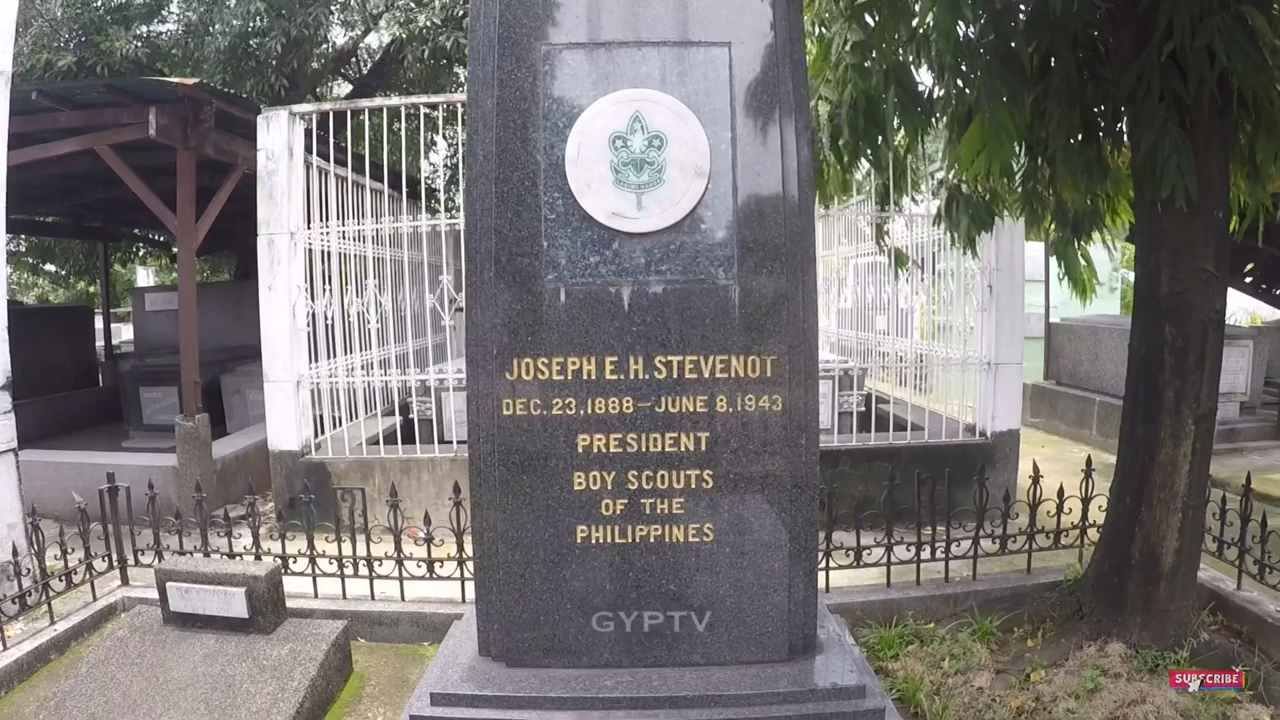 JOSEPH E. H. STEVENOT
DEC. 23, 1888 — JUNE 8, 1943
PRESIDENT
BOY SCOUTS
OF THE
PHILIPPINES
GYPTV
SUBSCRIBE